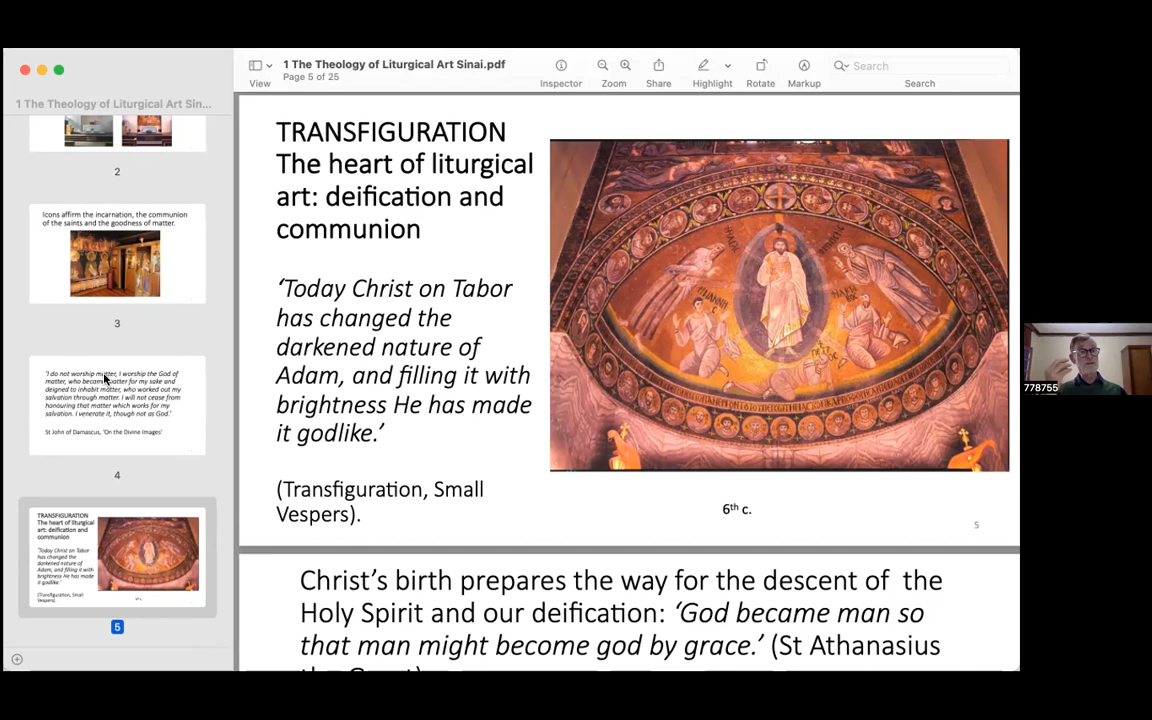 1 The Theology of Liturgical Art Sinai.pdf
Page 5 of 25
View
Inspector
Zoom
Share
Highlight
Rotate
Markup
Search
Search
1 The Theology of Liturgical Art Sin...
2
Icons affirm the incarnation, the communion
of the saints and the goodness of matter.
3
'I do not worship matter, I worship the God of
matter, who became matter for my sake and
deigned to inhabit matter, who worked out my
salvation through matter. I will not cease from
honouring that matter which works for my
salvation. I venerate it, though not as God.'
St John of Damascus, 'On the Divine Images'
4
TRANSFIGURATION
The heart of liturgical
art: deification and
communion
'Today Christ on Tabor
has changed the
darkened nature of
Adam, and filling it with
brightness He has made
it godlike.'
(Transfiguration, Small
Vespers).
5
TRANSFIGURATION
The heart of liturgical
art: deification and
communion
'Today Christ on Tabor
has changed the
darkened nature of
Adam, and filling it with
brightness He has made
it godlike.'
(Transfiguration, Small
Vespers).
6th c.
5
Christ's birth prepares the way for the descent of the
Holy Spirit and our deification: 'God became man so
that man might become god by grace.' (St Athanasius
778755